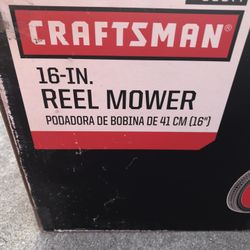 CRAFTSMAN®
16-IN.
REEL MOWER
PODADORA DE BOBINA DE 41 CM (16")